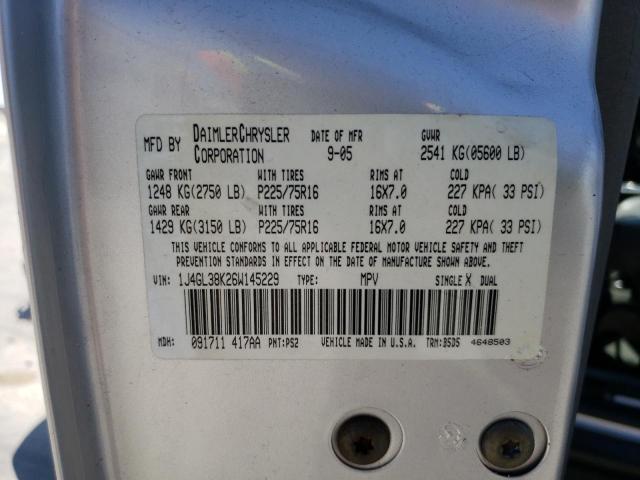 MFD BY DAIMLERCHRYSLER CORPORATION DATE OF MFR 9-05 GVWR 2541 KG(05600 LB)
GAWR FRONT WITH TIRES RIMS AT COLD
1248 KG(2750 LB) P225/75R16 16X7.0 227 KPA( 33 PSI)
GAWR REAR WITH TIRES RIMS AT COLD
1429 KG(3150 LB) P225/75R16 16X7.0 227 KPA( 33 PSI)
THIS VEHICLE CONFORMS TO ALL APPLICABLE FEDERAL MOTOR VEHICLE SAFETY AND THEFT
PREVENTION STANDARDS IN EFFECT ON THE DATE OF MANUFACTURE SHOWN ABOVE.
VIN: 1J4GL38K26W145229 TYPE: MPV SINGLE X DUAL
MDH: 091711 417AA PNT:PS2 VEHICLE MADE IN U.S.A. TRM:B5D5 4648503